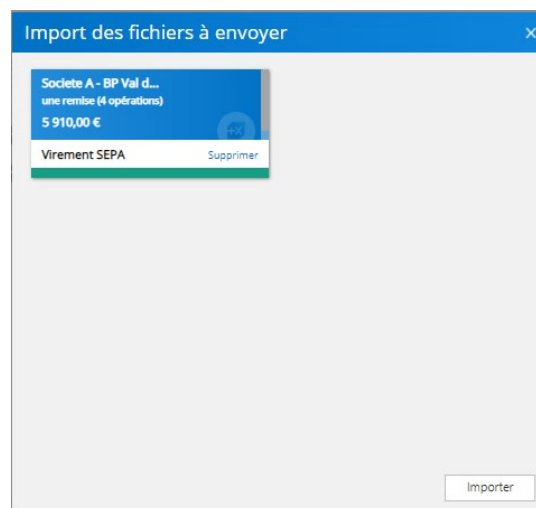 Import des fichiers à envoyer
Societe A - BP Val d...
une remise (4 opérations)
5 910,00 €
Virement SEPA Supprimer
Importer